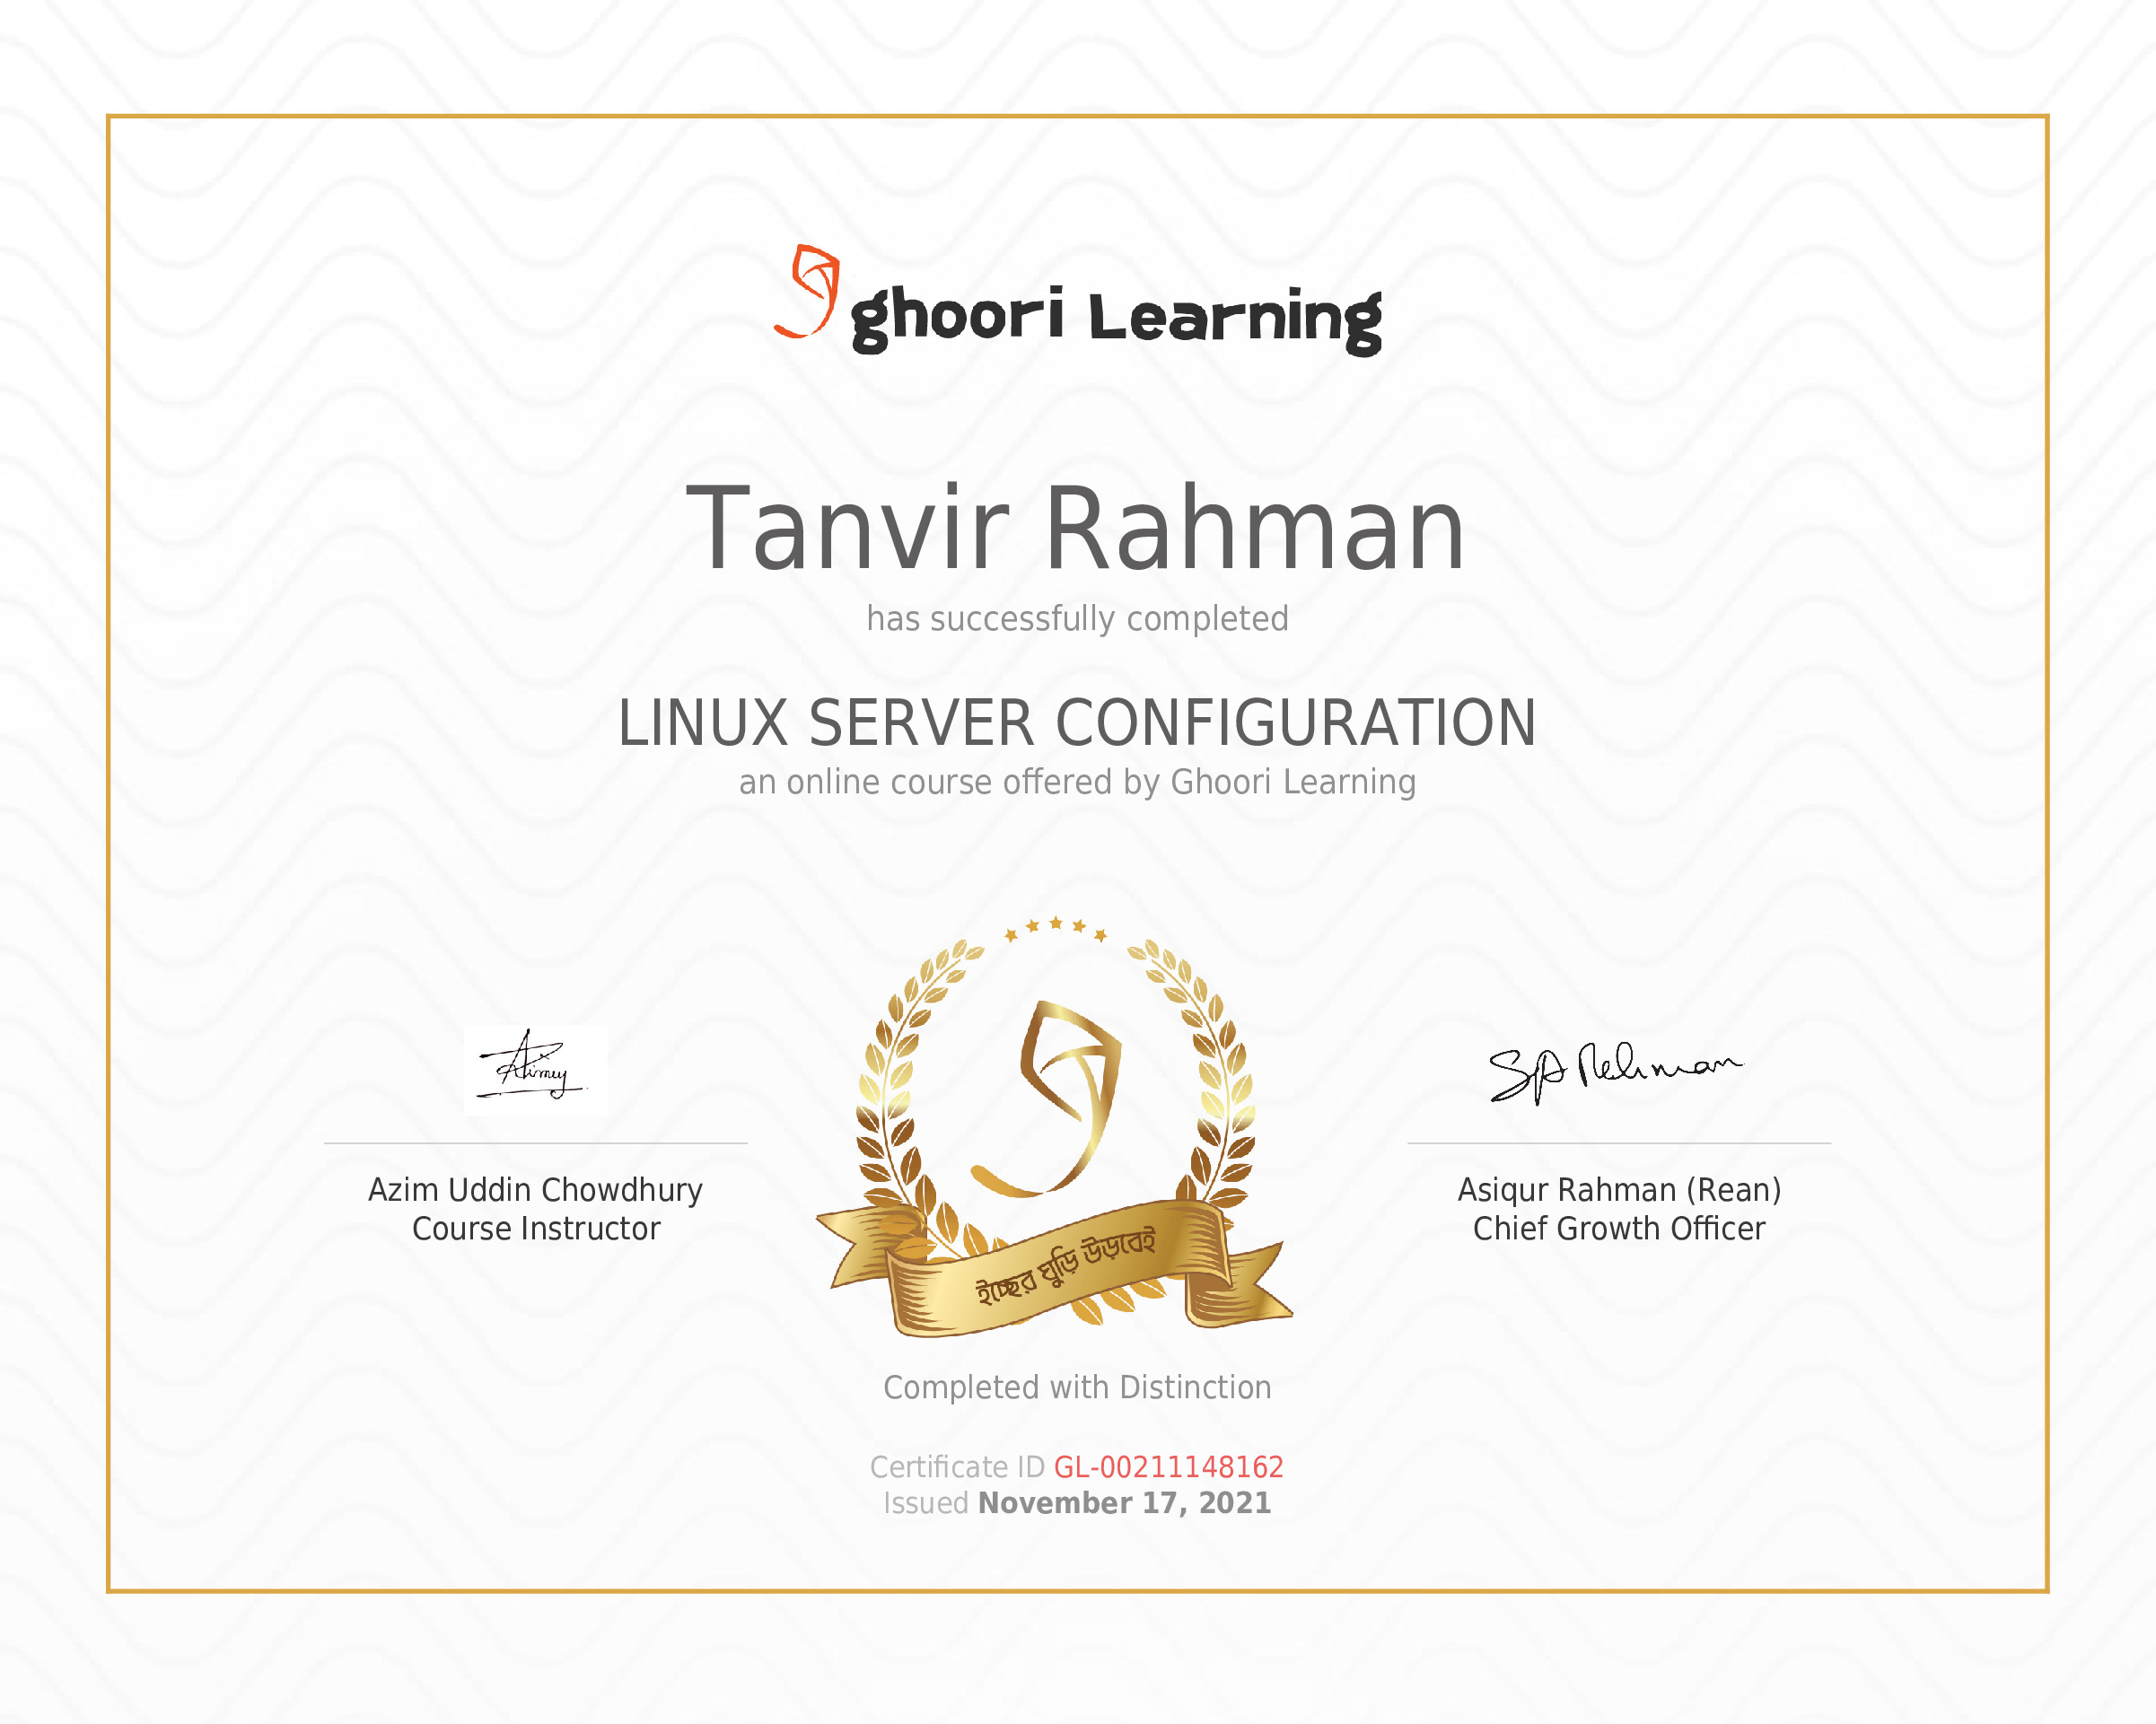 ghoori Learning
Tanvir Rahman
has successfully completed
LINUX SERVER CONFIGURATION
an online course offered by Ghoori Learning
Azim Uddin Chowdhury
Course Instructor
ইচ্ছের ঘুড়ি উড়বেই
SA Rehman
Asiqur Rahman (Rean)
Chief Growth Officer
Completed with Distinction
Certificate ID GL-00211148162
Issued November 17, 2021